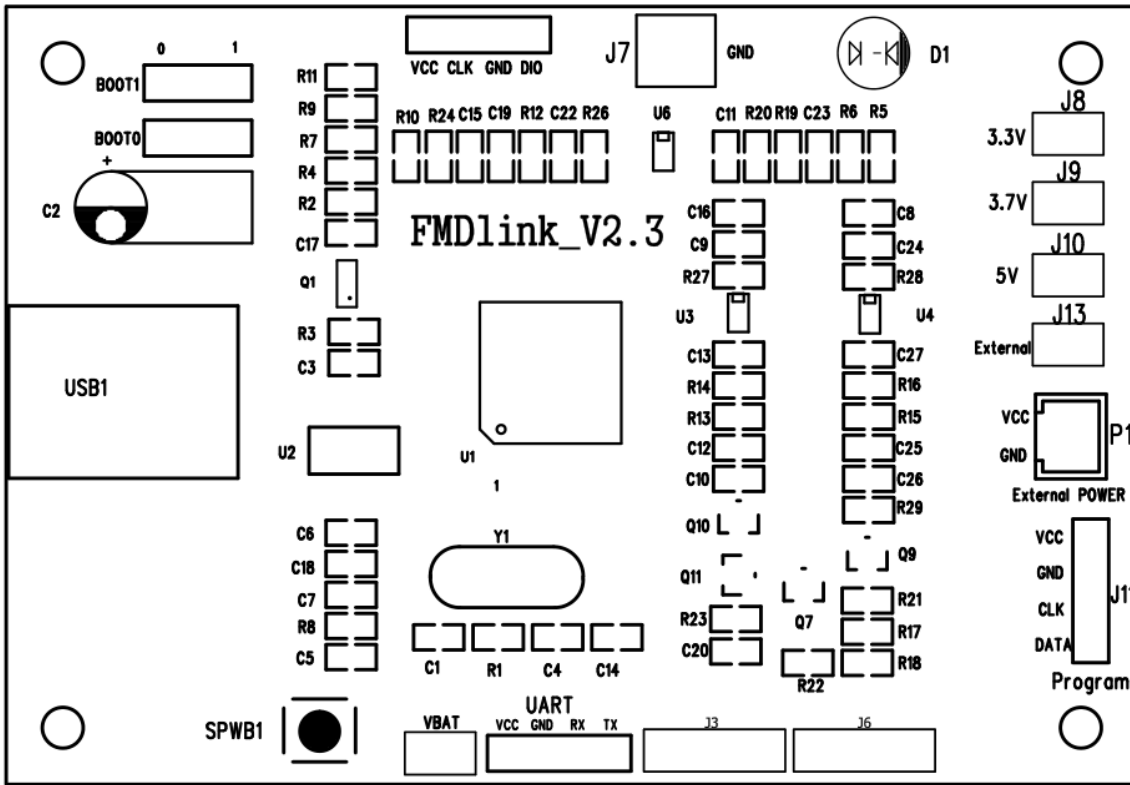 0 1
BOOT1
BOOT0
+
C2
R11
R9
R7
R4
R2
C17
Q1
R3
C3
USB1
U2
C6
C18
C7
R8
C5
SPWB1
VCC CLK GND DIO
R10 R24 C15 C19 R12 C22 R26
FMDlink_V2.3
U1
1
Y1
C1 R1 C4 C14
UART
VBAT VCC GND RX TX
J7 GND
U6
D1
C11 R20 R19 C23 R6 R5
C16
C9
R27
U3
C13
R14
R13
C12
C10
Q10
Q11
R23
C20
C8
C24
R28
U4
C27
R16
R15
C25
C26
R29
Q9
Q7
R21
R17
R18
R22
J3 J6
J8
3.3V
J9
3.7V
J10
5V
J13
External
VCC
P1
GND
External POWER
VCC
GND
J11
CLK
DATA
Program